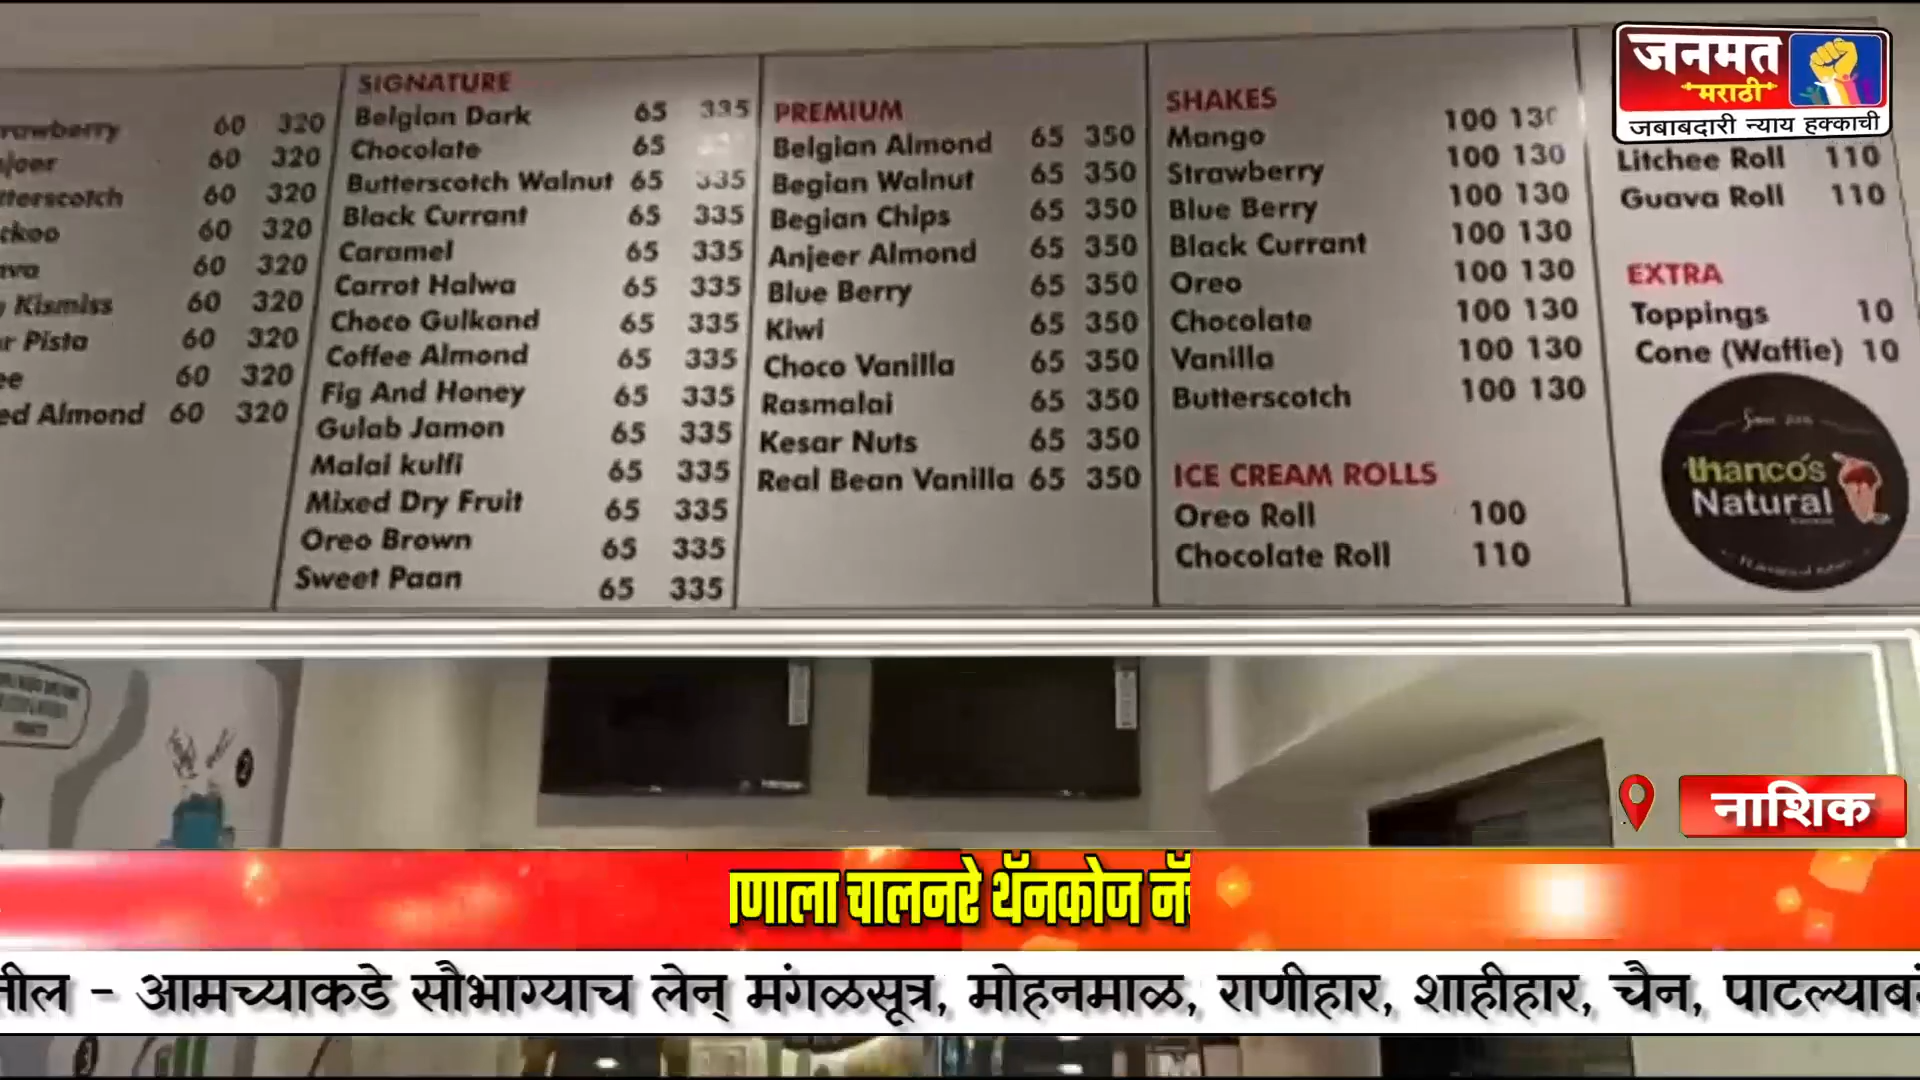 60 320
60 320
60 320
60 320
60 320
Kismiss 60 320
Pista 60 320
60 320
Almond 60 320
SIGNATURE
Belgian Dark 65 335
Chocolate 65
Butterscotch Walnut 65 335
Black Currant 65 335
Caramel 65 335
Carrot Halwa 65 335
Choco Gulkand 65 335
Coffee Almond 65 335
Fig And Honey 65 335
Gulab Jamon 65 335
Malai kulfi 65 335
Mixed Dry Fruit 65 335
Oreo Brown 65 335
Sweet Paan 65 335
PREMIUM
Belgian Almond 65 350
Begian Walnut 65 350
Begian Chips 65 350
Anjeer Almond 65 350
Blue Berry 65 350
Kiwi 65 350
Choco Vanilla 65 350
Rasmalai 65 350
Kesar Nuts 65 350
Real Bean Vanilla 65 350
SHAKES
Mango 100 130
Strawberry 100 130
Blue Berry 100 130
Black Currant 100 130
Oreo 100 130
Chocolate 100 130
Vanilla 100 130
Butterscotch 100 130
ICE CREAM ROLLS
Oreo Roll 100
Chocolate Roll 110
Litchee Roll 110
Guava Roll 110
EXTRA
Toppings 10
Cone (Waffie) 10
thanco's
Natural
जनमत
मराठी
जबाबदारी न्याय हक्काची
2
नाशिक
चालनरे थॅनकोज
- आमच्याकडे सौभाग्याच लेन् मंगळसूत्र, मोहनमाळ, राणीहार, शाहीहार, चैन,
3